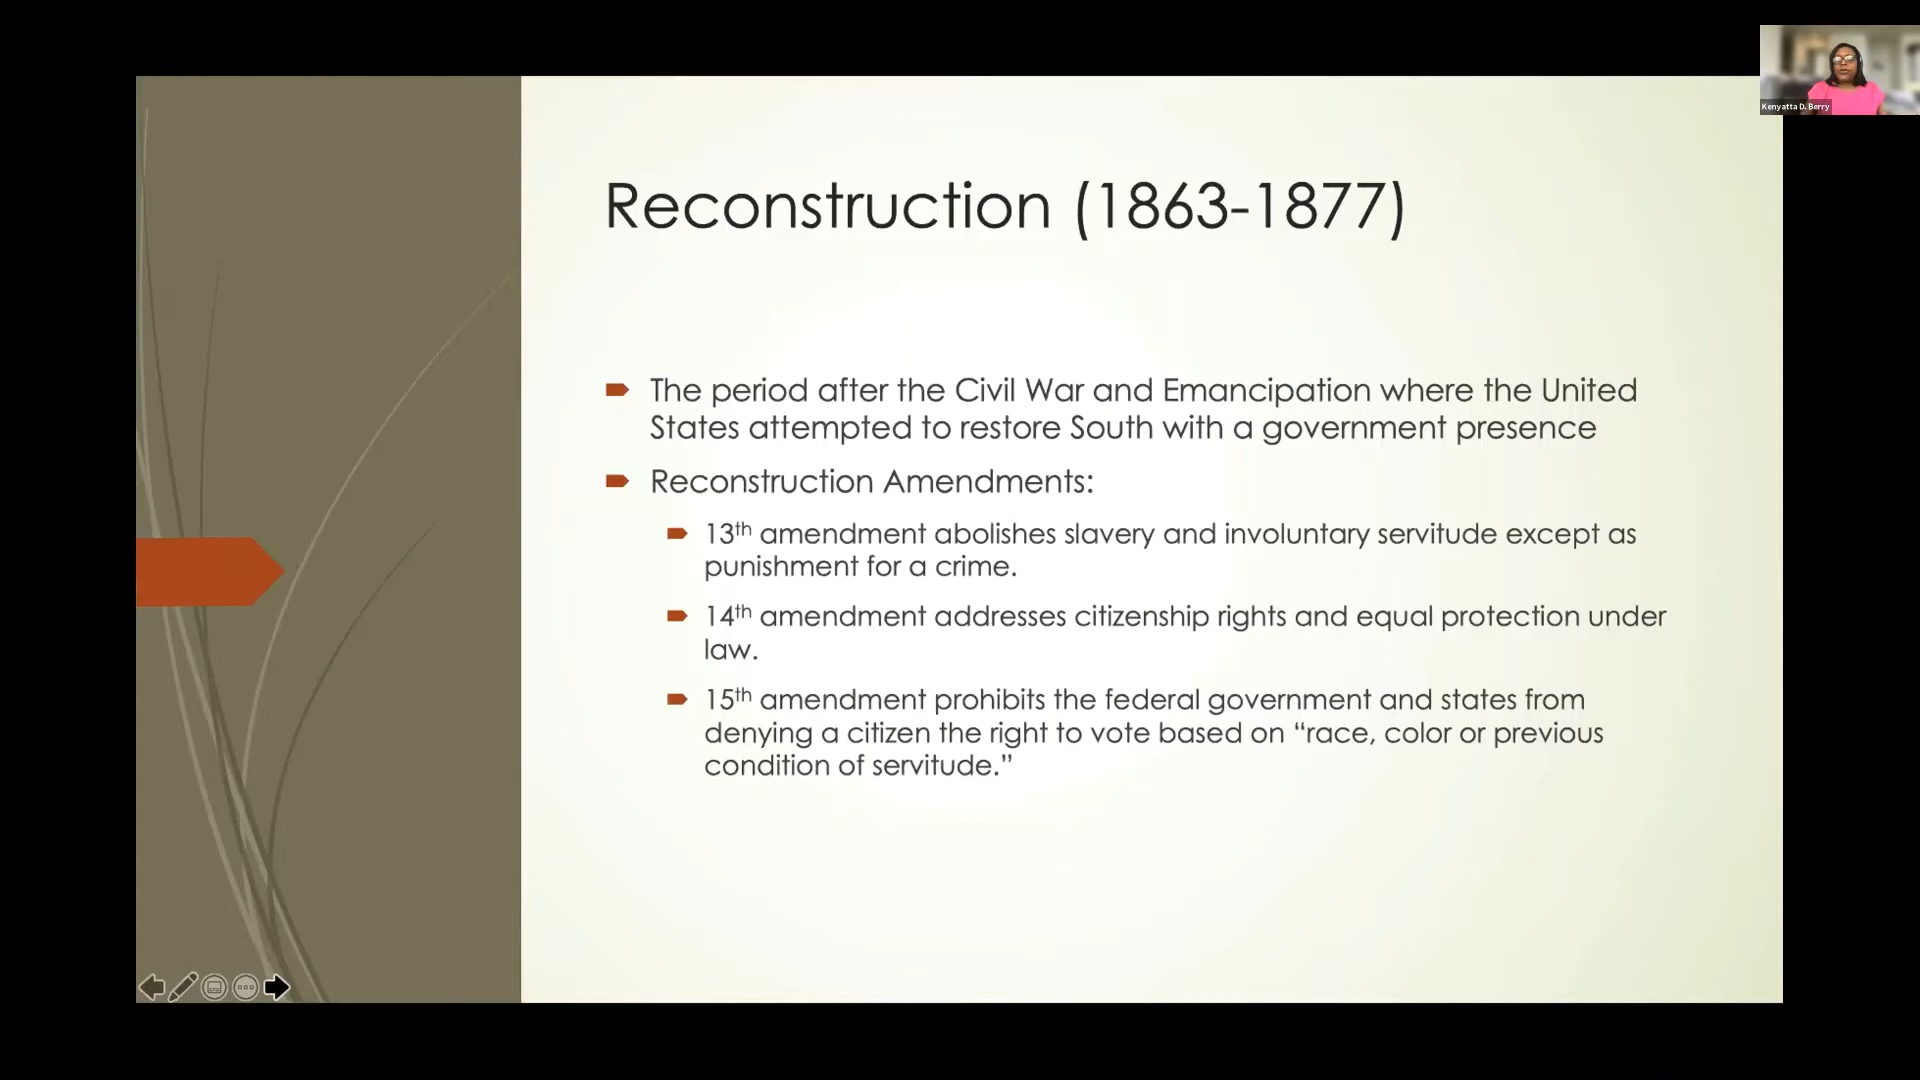 Kenyatta D. Berry
Reconstruction (1863-1877)
The period after the Civil War and Emancipation where the United
States attempted to restore South with a government presence
Reconstruction Amendments:
13th amendment abolishes slavery and involuntary servitude except as
punishment for a crime.
14th amendment addresses citizenship rights and equal protection under
law.
15th amendment prohibits the federal government and states from
denying a citizen the right to vote based on “race, color or previous
condition of servitude.”